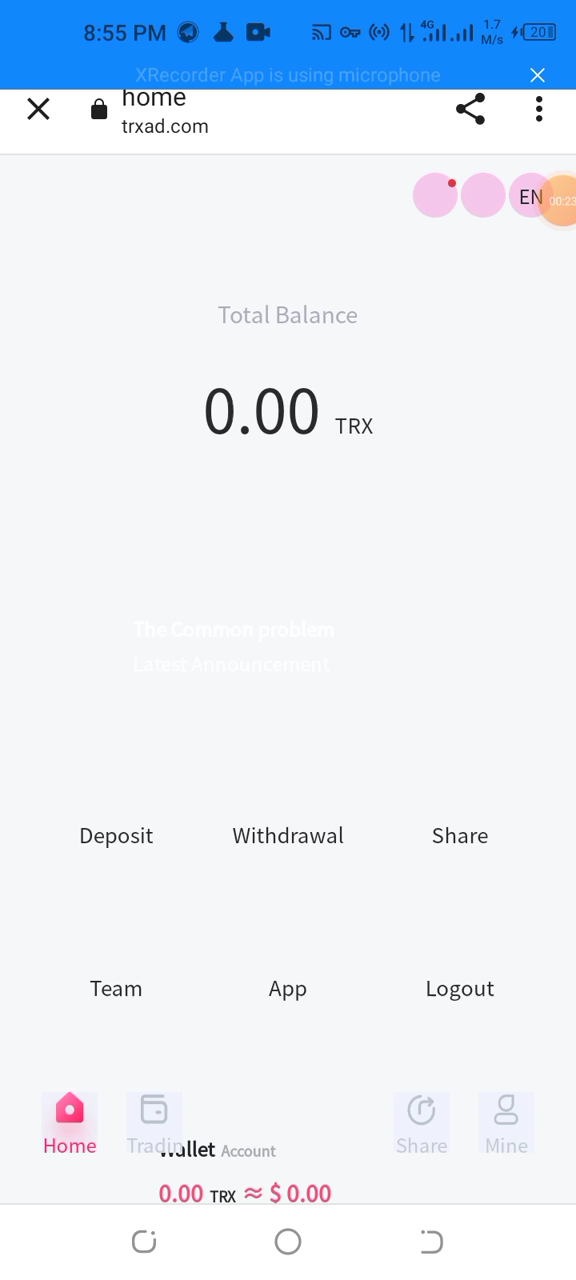 8:55 PM
4G
1.7
M/s
20
XRecorder App is using microphone
home
trxad.com
EN
00:23
Total Balance
0.00 TRX
The Common problem
Latest Announcement
Deposit Withdrawal Share
Team App Logout
Home Tradin Share Mine
Wallet Account
0.00 TRX ≈ $ 0.00